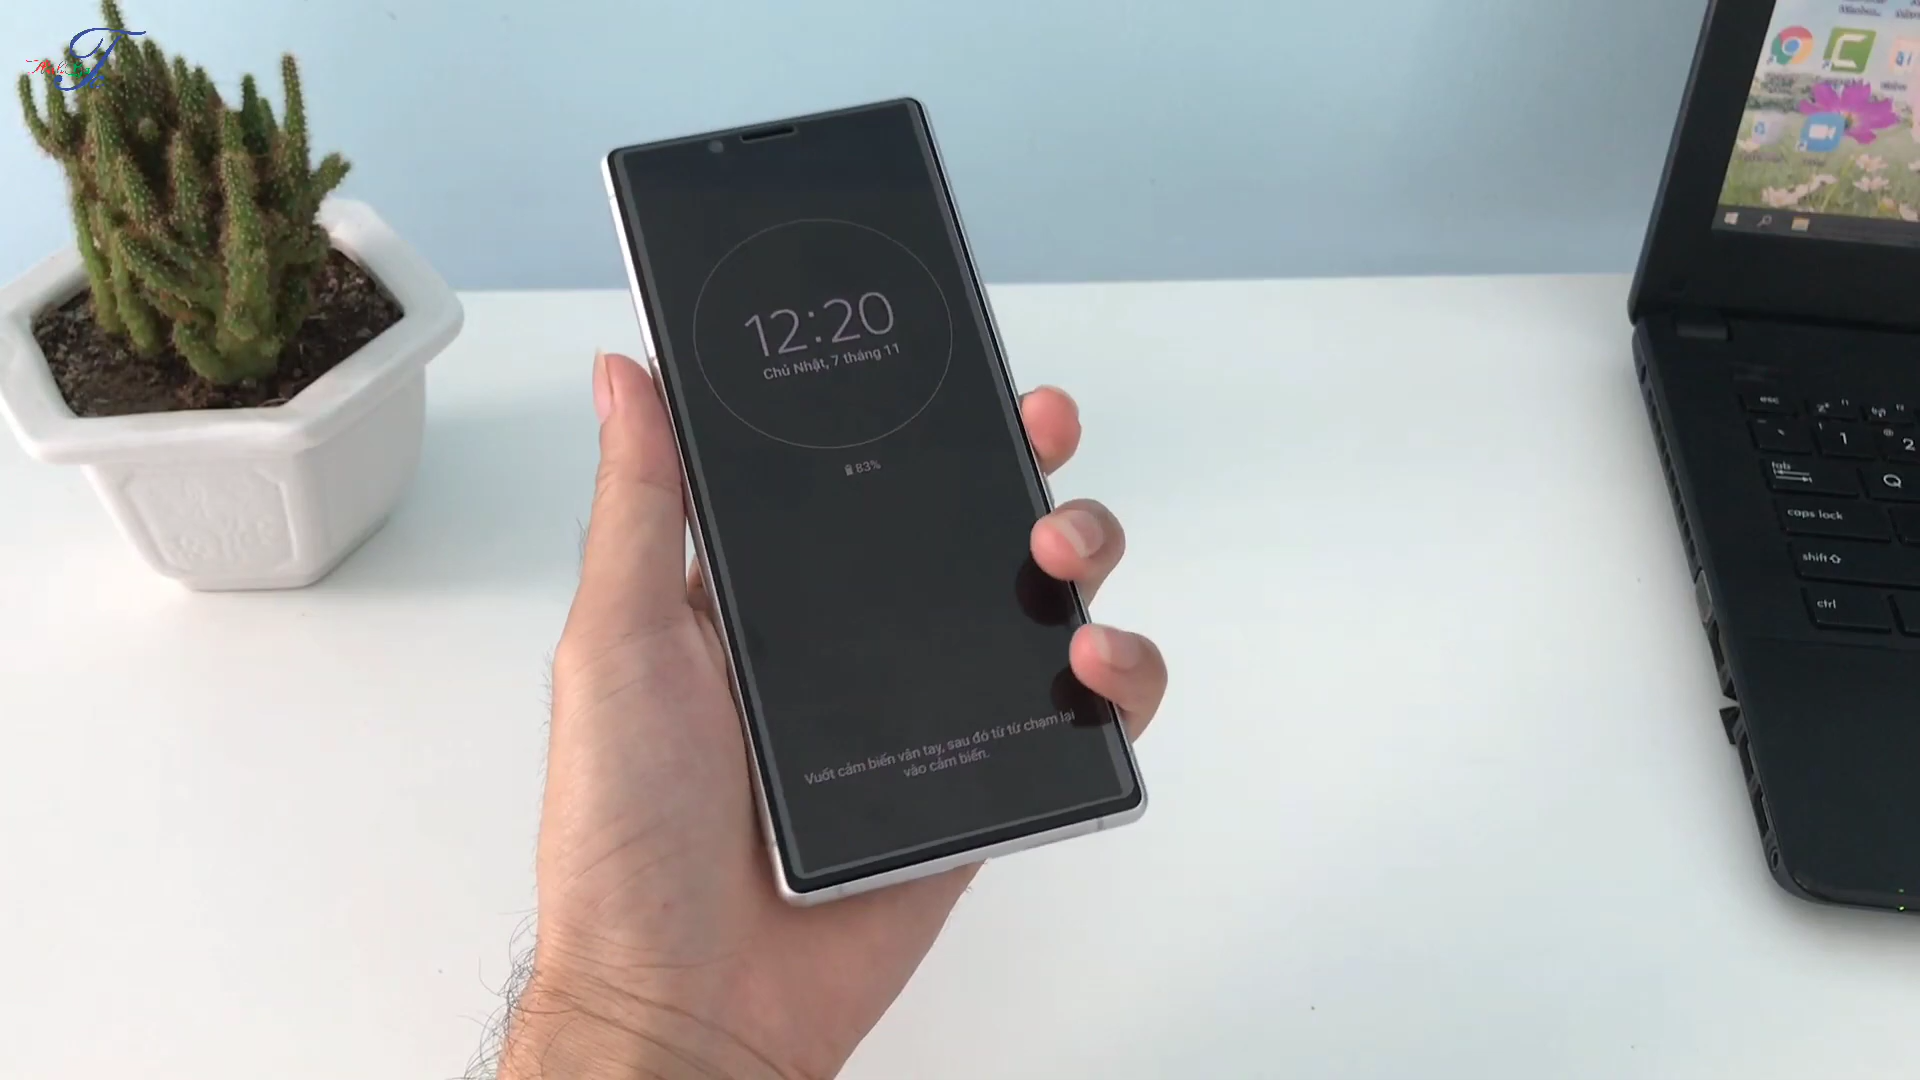 12:20
Chủ Nhật, 7 tháng 11
83%
Vuốt cảm biến vân tay, sau đó từ từ chạm lại
vào cảm biến.
esc
1
2
tab
Q
caps lock
shift
ctrl